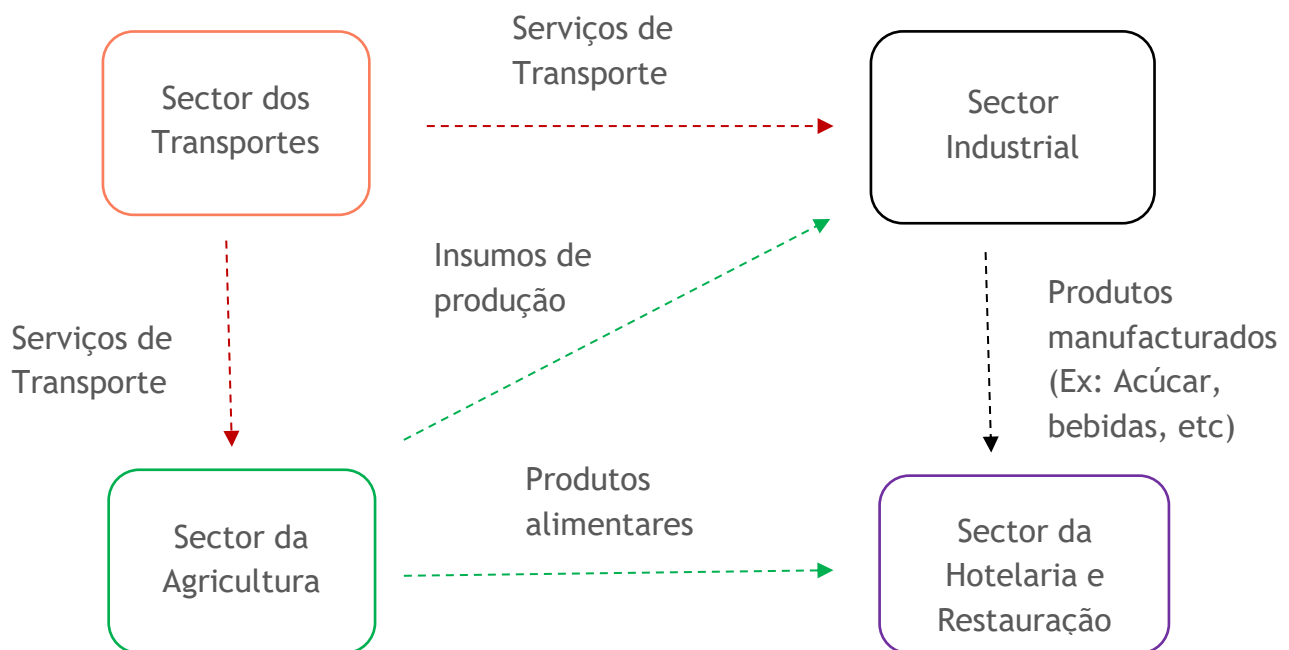 Serviços de
Transporte
Sector dos
Transportes
Sector
Industrial
Insumos de
produção
Produtos
manufacturados
(Ex: Acúcar,
bebidas, etc)
Serviços de
Transporte
Produtos
alimentares
Sector da
Agricultura
Sector da
Hotelaria e
Restauração